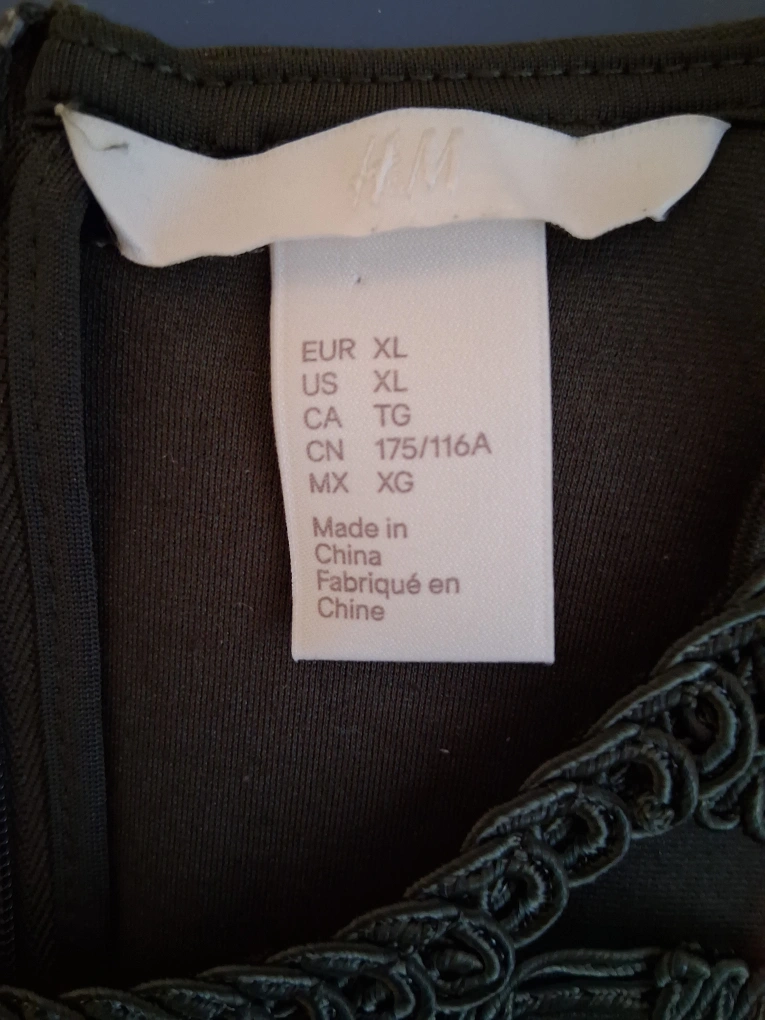 H&M
EUR XL
US XL
CA TG
CN 175/116A
MX XG
Made in
China
Fabriqué en
Chine